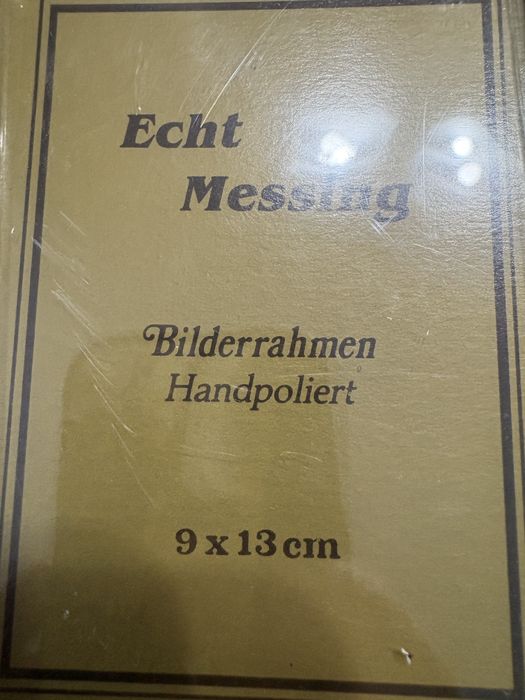 Echt
Messing
Bilderrahmen
Handpoliert
9 x 13 cm